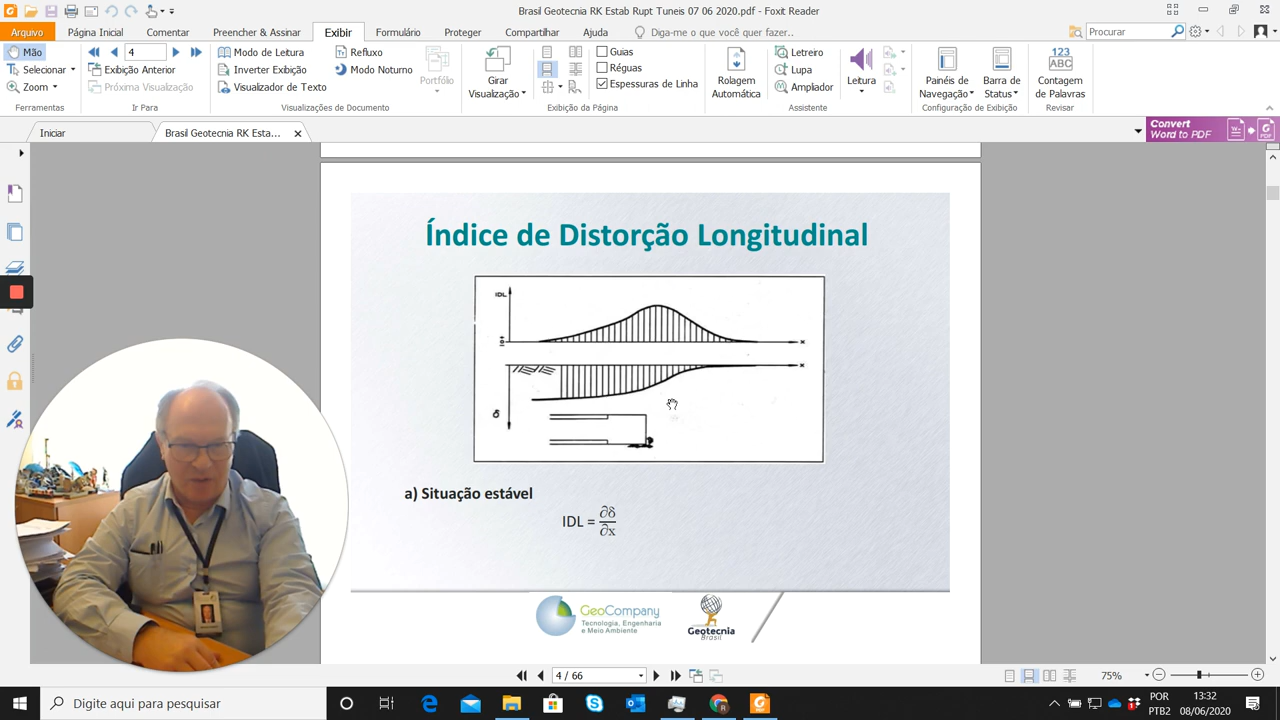 Brasil Geotecnia RK Estab Rupt Tuneis 07 06 2020.pdf - Foxit Reader
Arquivo Página Inicial Comentar Preencher & Assinar Exibir Formulário Proteger Compartilhar Ajuda Diga-me o que você quer fazer.. Procurar
Mão 4 Modo de Leitura Refluxo Guias Letreiro
Selecionar Exibição Anterior Inverter Exibição Modo Noturno Réguas Lupa
Zoom Próxima Visualização Visualizador de Texto Espessuras de Linha Ampliador
Portfólio
Girar Visualização
Rolagem Automática
Leitura
Painéis de Navegação
Barra de Status
123 ABC
Contagem de Palavras
Ferramentas Ir Para Visualizações de Documento Exibição da Página Assistente Configuração de Exibição Revisar
Iniciar Brasil Geotecnia RK Esta...
Convert Word to PDF
Índice de Distorção Longitudinal
IDL
x
x
δ
a) Situação estável
IDL = ∂δ/∂x
GeoCompany
Tecnologia, Engenharia
e Meio Ambiente
Geotecnia
Brasil
4 / 66 75%
Digite aqui para pesquisar
POR
PTB2
13:32
08/06/2020